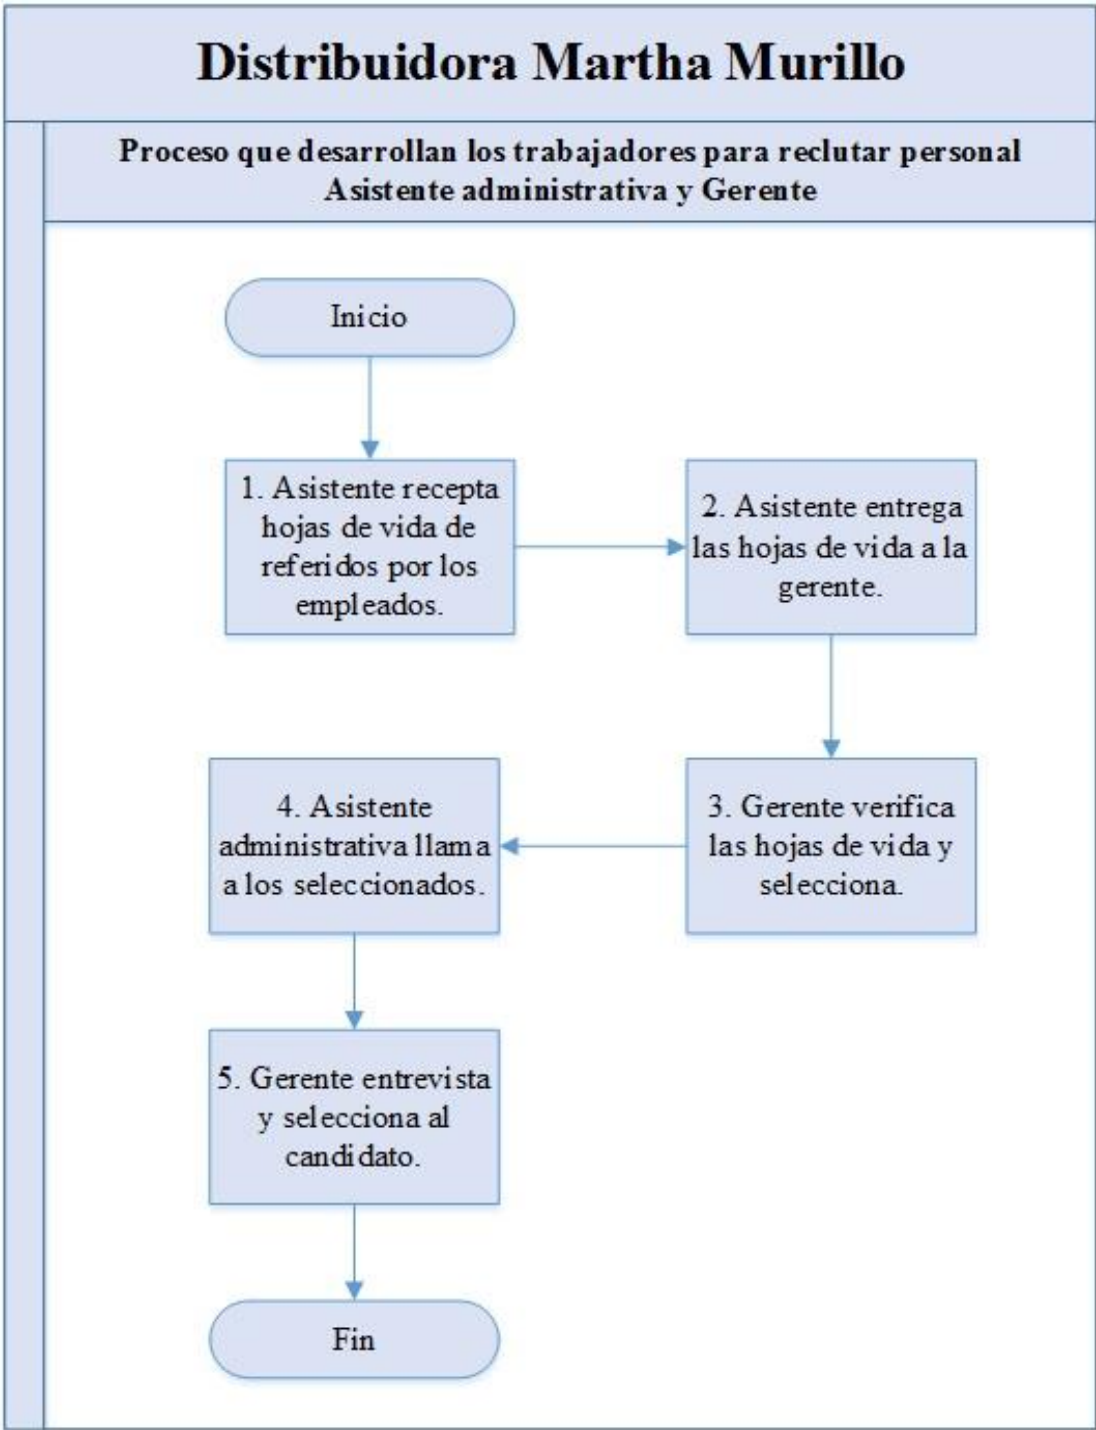 Distribuidora Martha Murillo
Proceso que desarrollan los trabajadores para reclutar personal
Asistente administrativa y Gerente
Inicio
1. Asistente recepta
hojas de vida de
referidos por los
empleados.
2. Asistente entrega
las hojas de vida a la
gerente.
3. Gerente verifica
las hojas de vida y
selecciona.
4. Asistente
administrativa llama
a los seleccionados.
5. Gerente entrevista
y selecciona al
candidato.
Fin